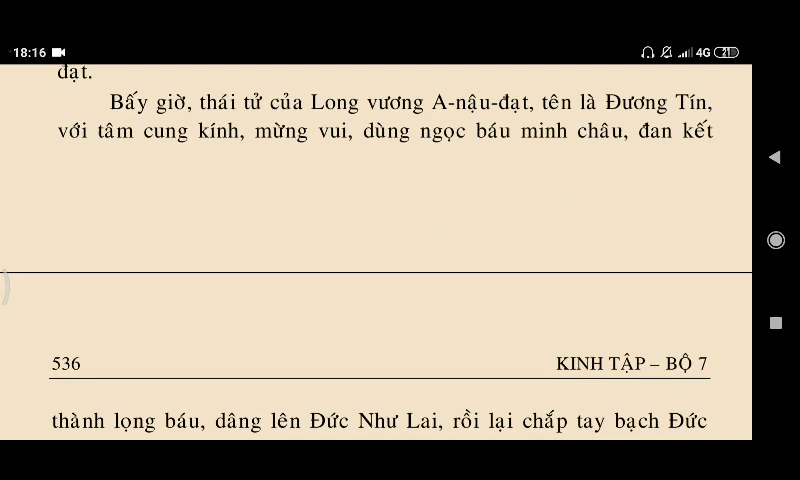 18:16 4G 21
đạt.
Bấy giờ, thái tử của Long vương A-nậu-đạt, tên là Đương Tín,
với tâm cung kính, mừng vui, dùng ngọc báu minh châu, đan kết
536 KINH TẬP – BỘ 7
thành lọng báu, dâng lên Đức Như Lai, rồi lại chắp tay bạch Đức